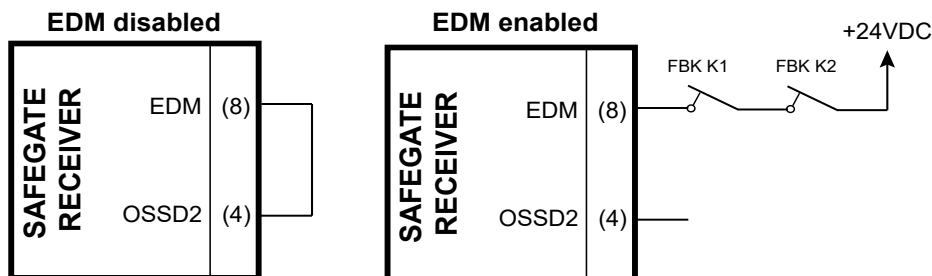 EDM disabled
SAFEGATE
RECEIVER
EDM (8)
OSSD2 (4)
EDM enabled
SAFEGATE
RECEIVER
EDM (8)
OSSD2 (4)
FBK K1
FBK K2
+24VDC